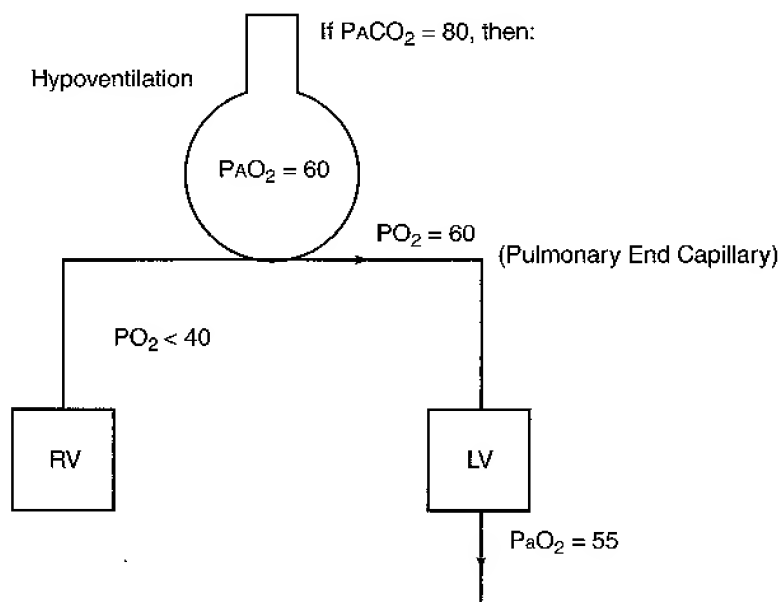 If PACO₂ = 80, then:
Hypoventilation
PAO₂ = 60
PO₂ = 60
(Pulmonary End Capillary)
PO₂ < 40
RV
LV
PaO₂ = 55